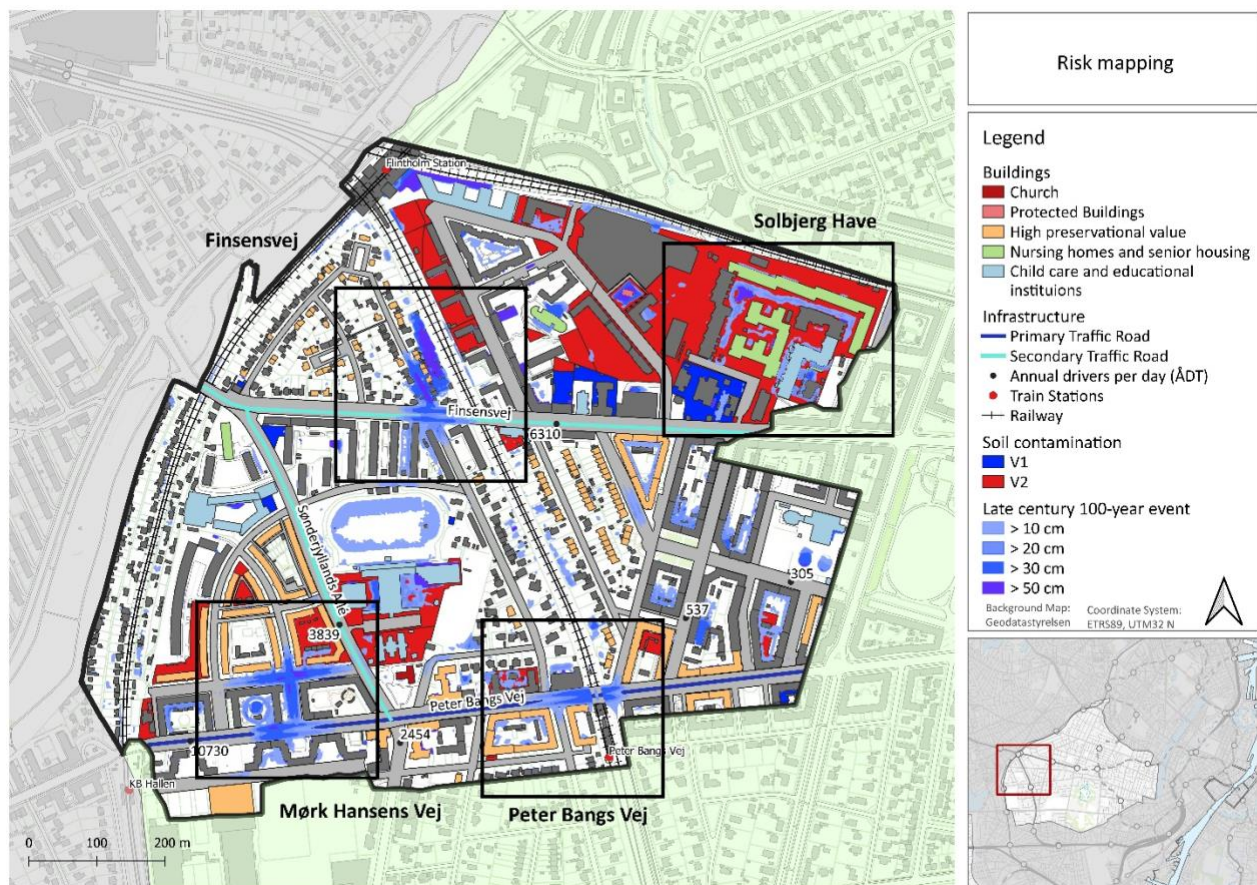 Risk mapping
Legend
Buildings
Church
Protected Buildings
High preservational value
Nursing homes and senior housing
Child care and educational
instituions
Infrastructure
Primary Traffic Road
Secondary Traffic Road
Annual drivers per day (ÅDT)
Train Stations
Railway
Soil contamination
V1
V2
Late century 100-year event
> 10 cm
> 20 cm
> 30 cm
> 50 cm
Background Map:
Geodatastyrelsen
Coordinate System:
ETRS89, UTM32 N
Flintholm Station
Solbjerg Have
Finsensvej
Finsensvej
6310
Sønderjyllands Allé
305
537
3839
Peter Bangs Vej
2454
10730
Peter Bangs Vej
KB Hallen
Mørk Hansens Vej
Peter Bangs Vej
0 100 200 m